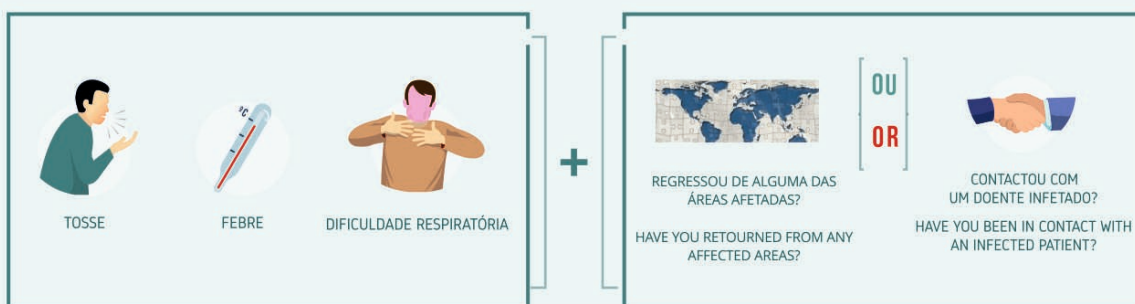 ºC
TOSSE
FEBRE
DIFICULDADE RESPIRATÓRIA
+
REGRESSOU DE ALGUMA DAS
ÁREAS AFETADAS?
HAVE YOU RETOURNED FROM ANY
AFFECTED AREAS?
OU
OR
CONTACTOU COM
UM DOENTE INFETADO?
HAVE YOU BEEN IN CONTACT WITH
AN INFECTED PATIENT?